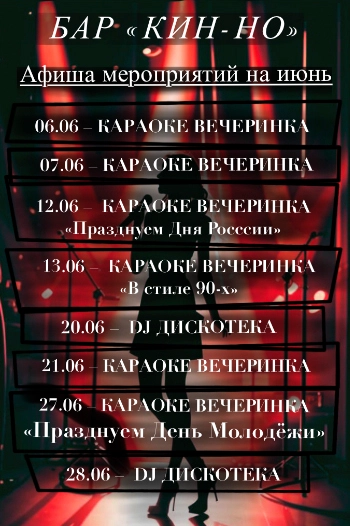 БАР «КИН-НО»
Афиша мероприятий на июнь
06.06 – КАРАОКЕ ВЕЧЕРИНКА
07.06 – КАРАОКЕ ВЕЧЕРИНКА
12.06 – КАРАОКЕ ВЕЧЕРИНКА
«Празднуем Дня Росссии»
13.06 – КАРАОКЕ ВЕЧЕРИНКА
«В стиле 90-х»
20.06 – DJ ДИСКОТЕКА
21.06 – КАРАОКЕ ВЕЧЕРИНКА
27.06 – КАРАОКЕ ВЕЧЕРИНКА
«Празднуем День Молодёжи»
28.06 – DJ ДИСКОТЕКА